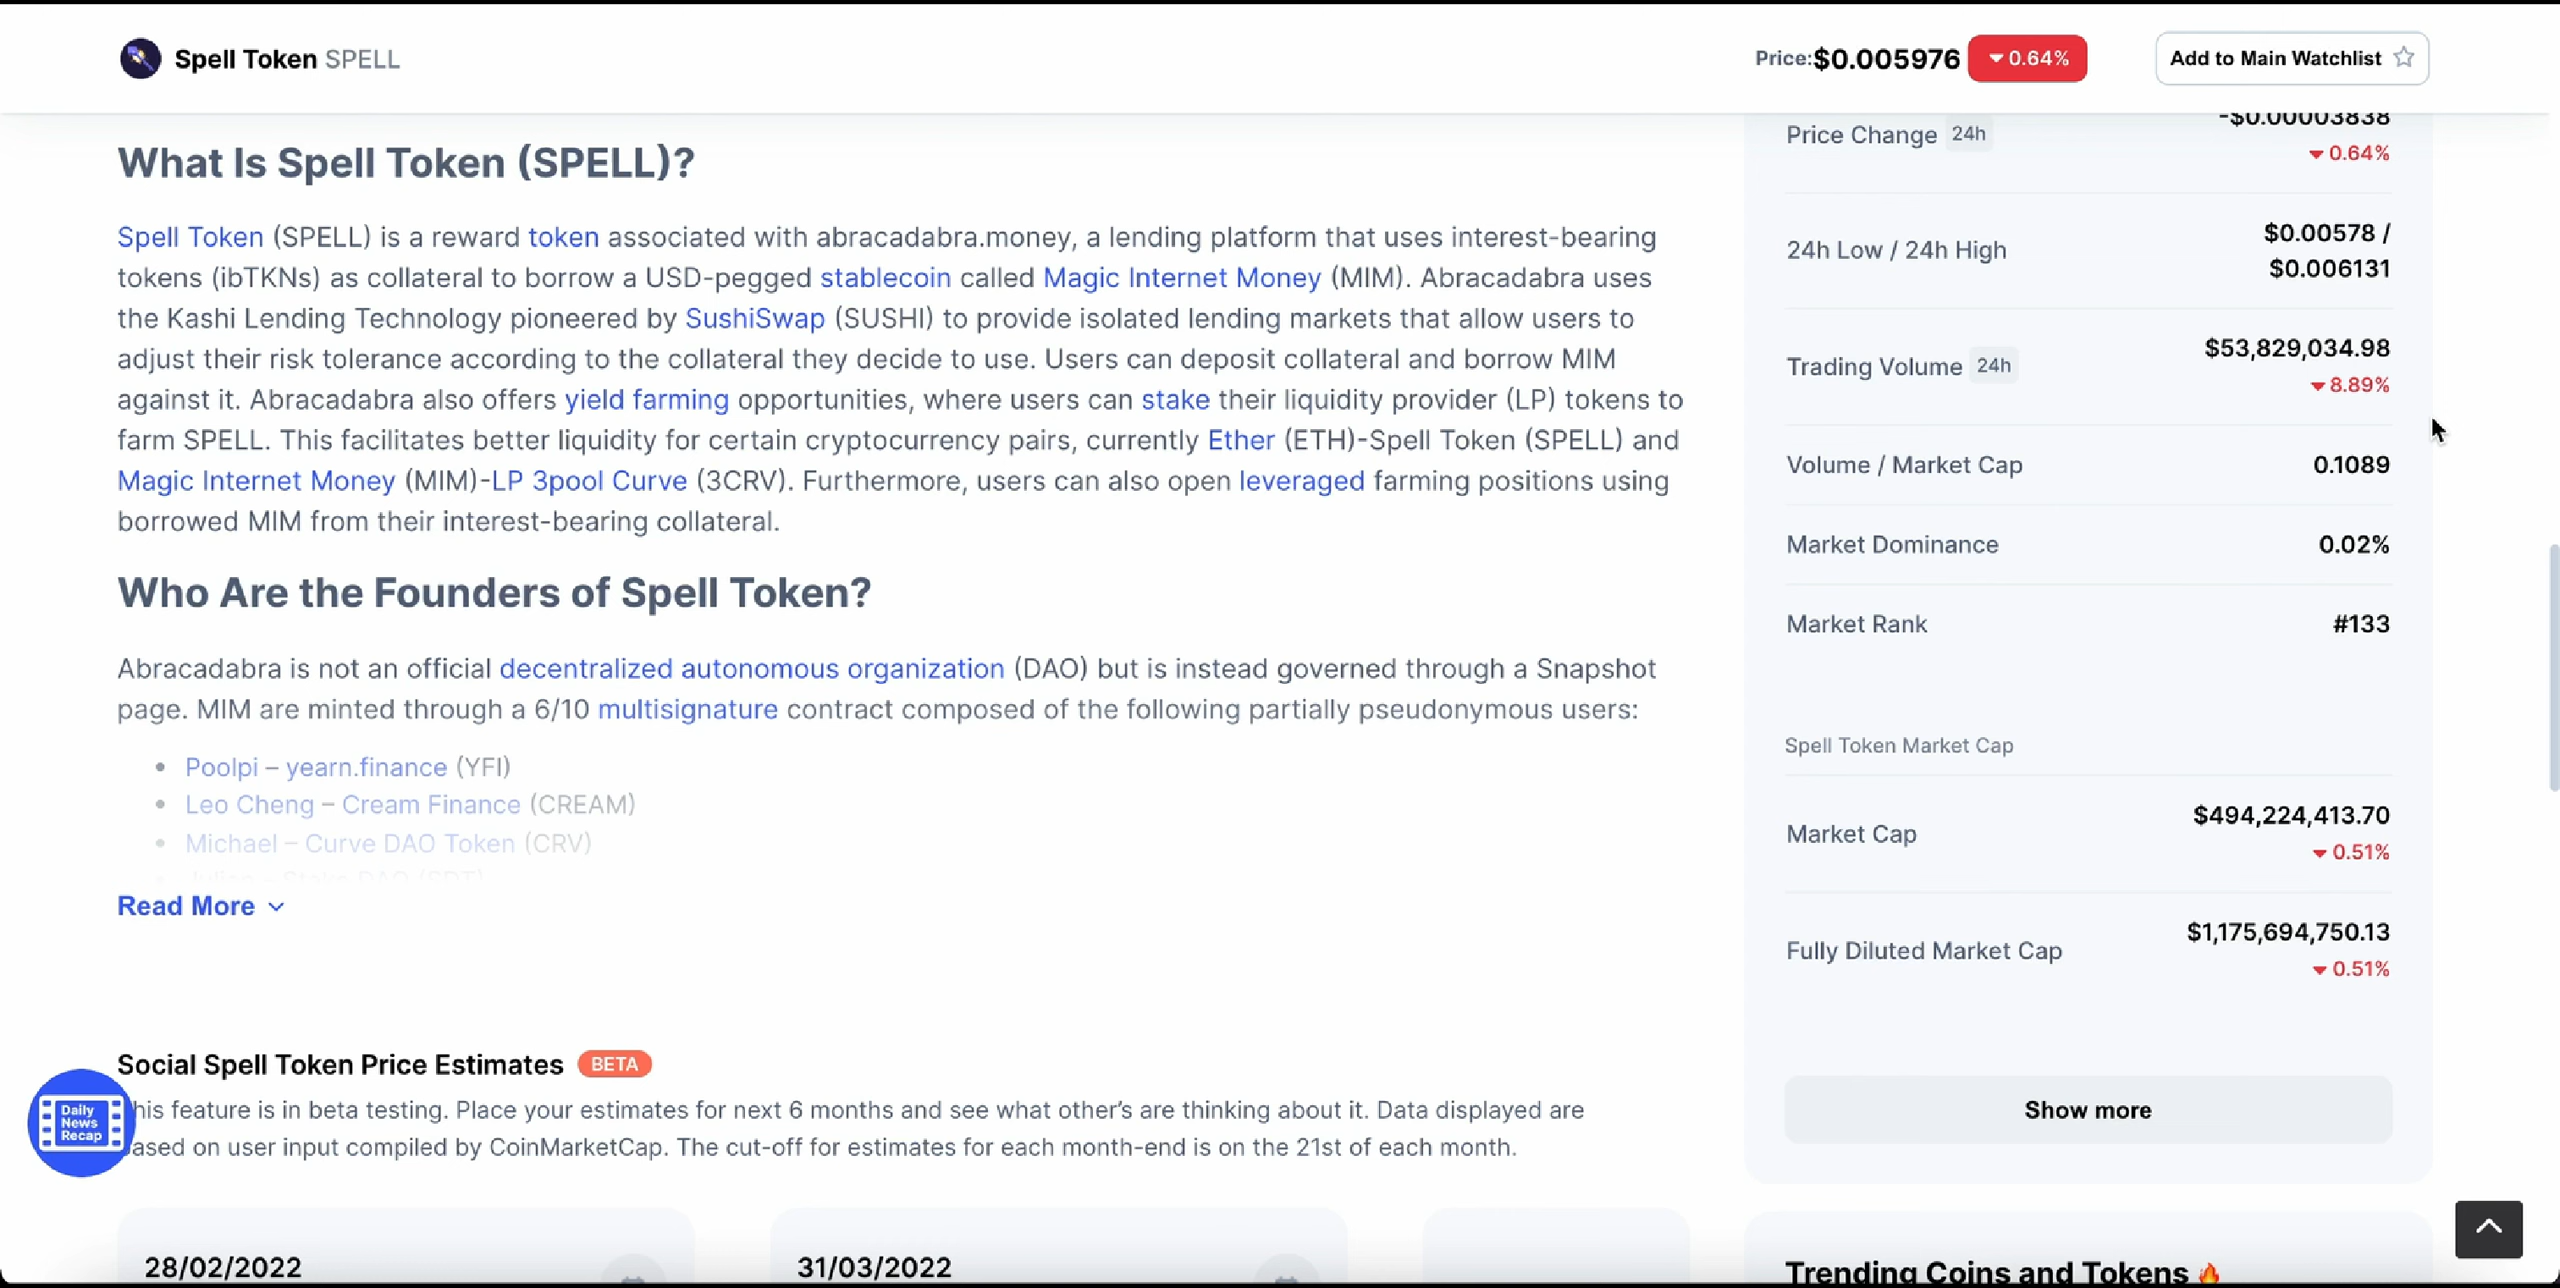 Spell Token SPELL
Price:$0.005976 0.64%
Add to Main Watchlist
What Is Spell Token (SPELL)?
Spell Token (SPELL) is a reward token associated with abracadabra.money, a lending platform that uses interest-bearing
tokens (ibTKNs) as collateral to borrow a USD-pegged stablecoin called Magic Internet Money (MIM). Abracadabra uses
the Kashi Lending Technology pioneered by SushiSwap (SUSHI) to provide isolated lending markets that allow users to
adjust their risk tolerance according to the collateral they decide to use. Users can deposit collateral and borrow MIM
against it. Abracadabra also offers yield farming opportunities, where users can stake their liquidity provider (LP) tokens to
farm SPELL. This facilitates better liquidity for certain cryptocurrency pairs, currently Ether (ETH)-Spell Token (SPELL) and
Magic Internet Money (MIM)-LP 3pool Curve (3CRV). Furthermore, users can also open leveraged farming positions using
borrowed MIM from their interest-bearing collateral.
Who Are the Founders of Spell Token?
Abracadabra is not an official decentralized autonomous organization (DAO) but is instead governed through a Snapshot
page. MIM are minted through a 6/10 multisignature contract composed of the following partially pseudonymous users:
• Poolpi – yearn.finance (YFI)
• Leo Cheng – Cream Finance (CREAM)
• Michael – Curve DAO Token (CRV)
• Julien – Stake DAO (SDT)
Read More
Social Spell Token Price Estimates BETA
his feature is in beta testing. Place your estimates for next 6 months and see what other's are thinking about it. Data displayed are
ased on user input compiled by CoinMarketCap. The cut-off for estimates for each month-end is on the 21st of each month.
Daily
News
Recap
28/02/2022
31/03/2022
Price Change 24h
-$0.00003838
0.64%
24h Low / 24h High
$0.00578 /
$0.006131
Trading Volume 24h
$53,829,034.98
8.89%
Volume / Market Cap
0.1089
Market Dominance
0.02%
Market Rank
#133
Spell Token Market Cap
Market Cap
$494,224,413.70
0.51%
Fully Diluted Market Cap
$1,175,694,750.13
0.51%
Show more
Trending Coins and Tokens 🔥